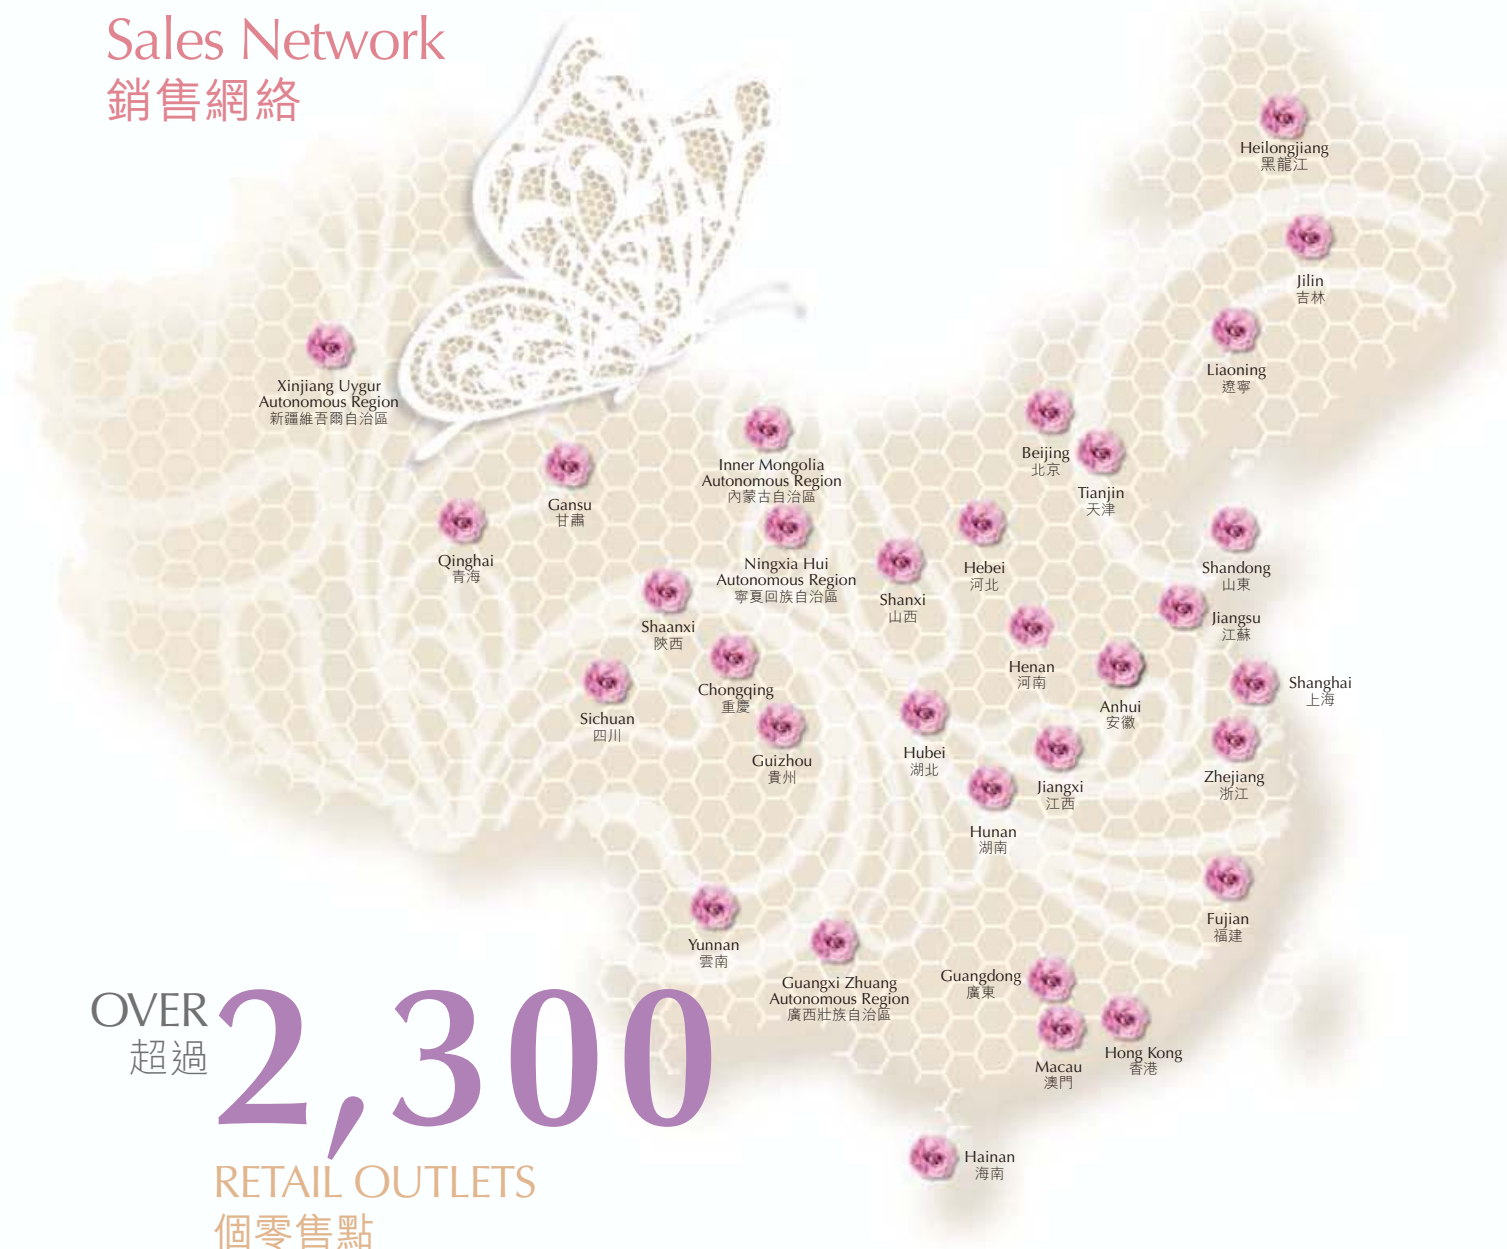 Sales Network
銷售網絡
Heilongjiang
黑龍江
Jilin
吉林
Liaoning
遼寧
Xinjiang Uygur
Autonomous Region
新疆維吾爾自治區
Beijing
北京
Inner Mongolia
Autonomous Region
內蒙古自治區
Tianjin
天津
Gansu
甘肅
Qinghai
青海
Ningxia Hui
Autonomous Region
寧夏回族自治區
Hebei
河北
Shandong
山東
Shanxi
山西
Jiangsu
江蘇
Shaanxi
陝西
Henan
河南
Shanghai
上海
Chongqing
重慶
Anhui
安徽
Sichuan
四川
Hubei
湖北
Guizhou
貴州
Zhejiang
浙江
Jiangxi
江西
Hunan
湖南
Fujian
福建
Yunnan
雲南
Guangxi Zhuang
Autonomous Region
廣西壯族自治區
Guangdong
廣東
Hong Kong
香港
Macau
澳門
Hainan
海南
OVER
超過
2,300
RETAIL OUTLETS
個零售點